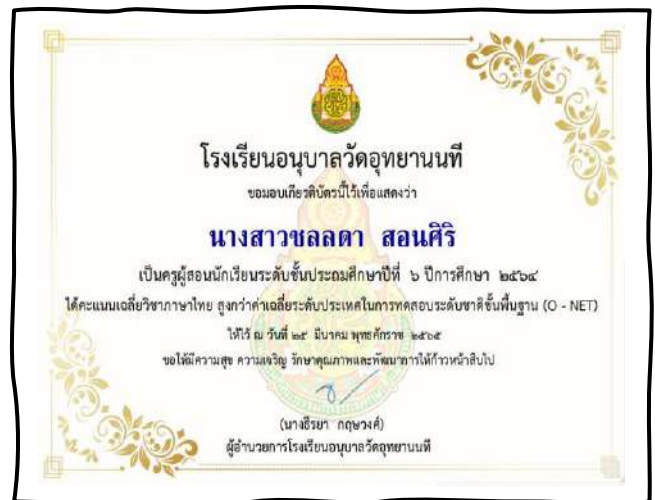 โรงเรียนอนุบาลวัดอุทยานนที
ขอมอบเกียรติบัตรนี้ไว้เพื่อแสดงว่า
นางสาวชลลดา สอนศิริ
เป็นครูผู้สอนนักเรียนระดับชั้นประถมศึกษาปีที่ ๖ ปีการศึกษา ๒๕๖๔
ได้คะแนนเฉลี่ยวิชาภาษาไทย สูงกว่าค่าเฉลี่ยระดับประเทศในการทดสอบระดับชาติขั้นพื้นฐาน (O - NET)
ให้ไว้ ณ วันที่ ๒๕ มีนาคม พุทธศักราช ๒๕๖๕
ขอให้มีความสุข ความเจริญ รักษาคุณภาพและพัฒนาการให้ก้าวหน้าสืบไป
(นางธีรยา กฤษวงค์)
ผู้อำนวยการโรงเรียนอนุบาลวัดอุทยานนที